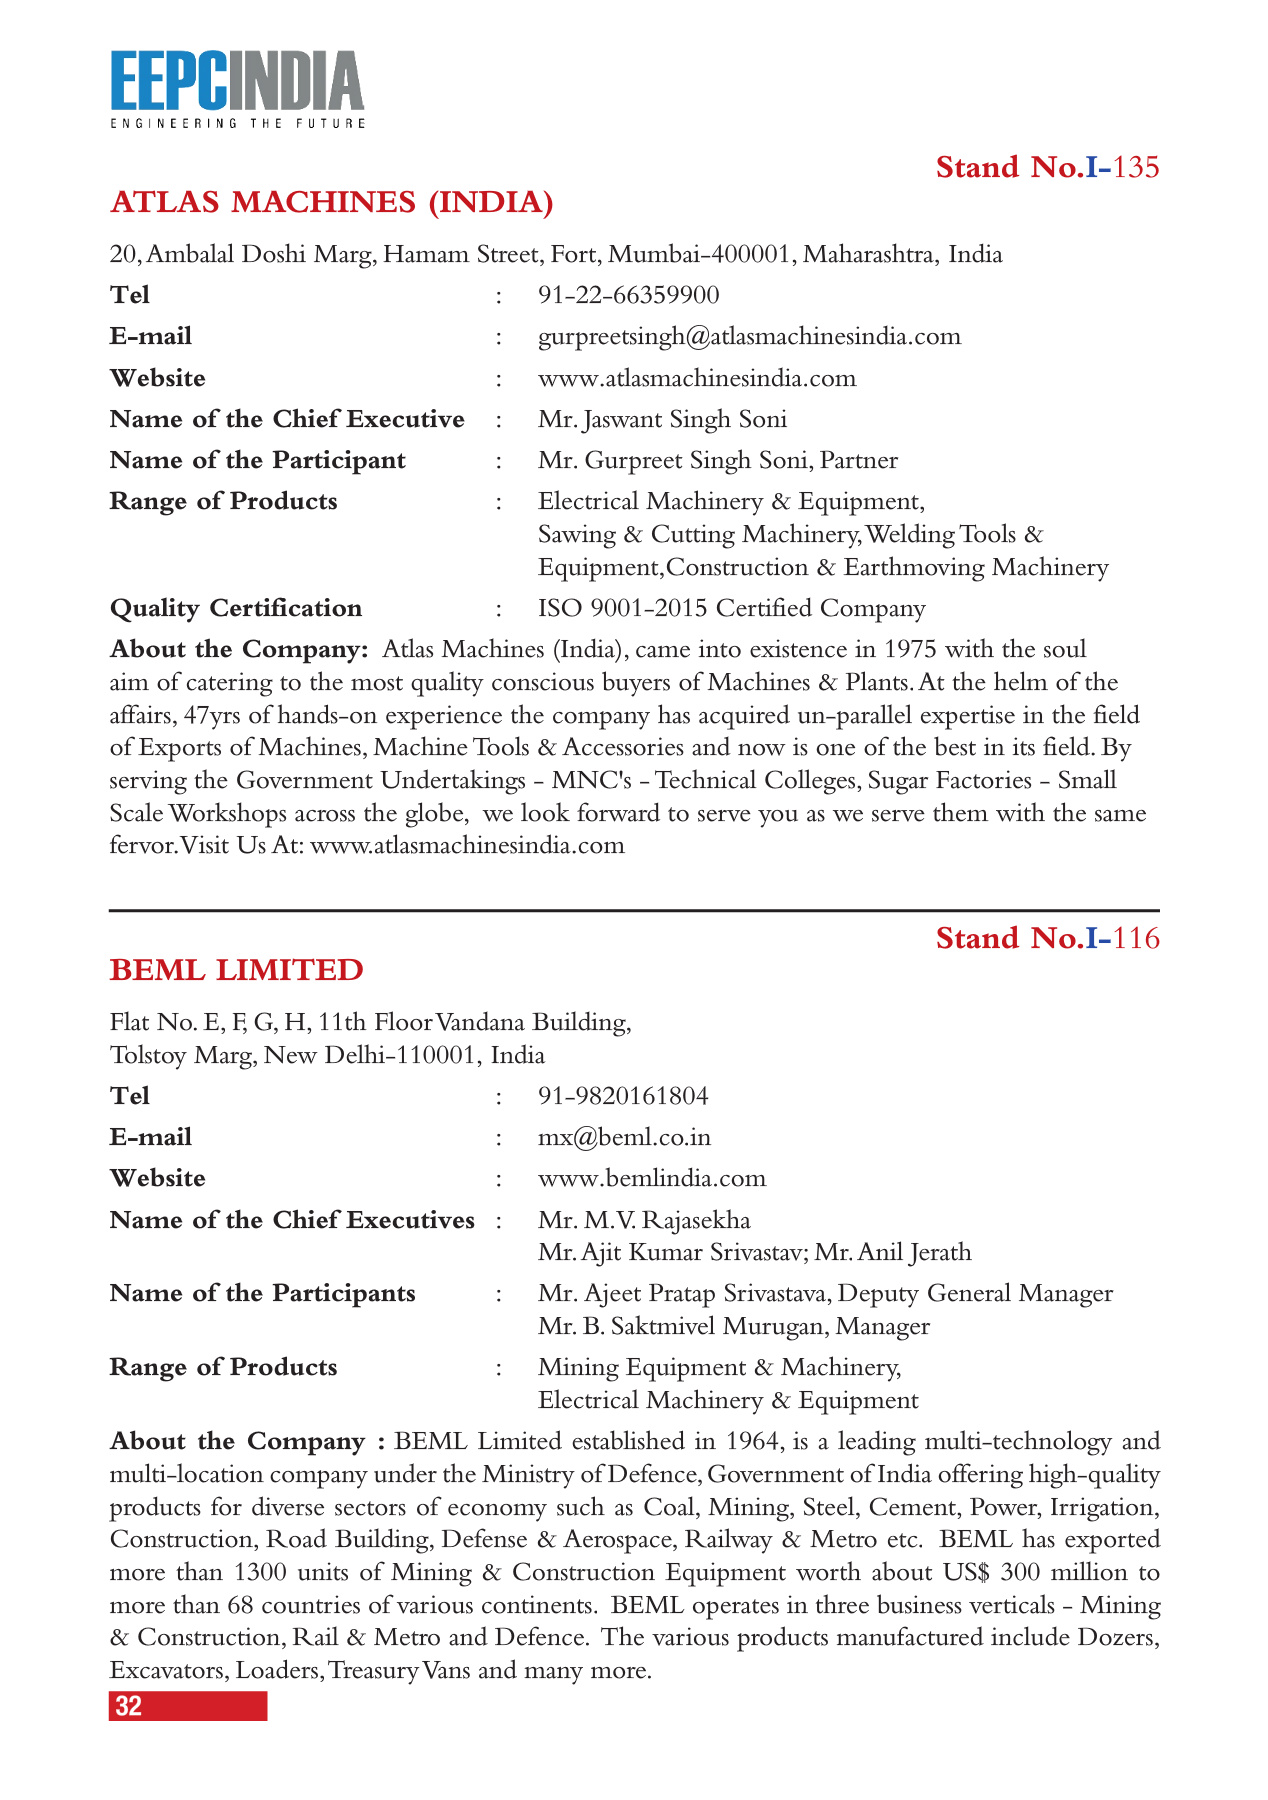 EEPCINDIA
ENGINEERING THE FUTURE
Stand No.I-135
ATLAS MACHINES (INDIA)
20, Ambalal Doshi Marg, Hamam Street, Fort, Mumbai-400001, Maharashtra, India
Tel : 91-22-66359900
E-mail : gurpreetsingh@atlasmachinesindia.com
Website : www.atlasmachinesindia.com
Name of the Chief Executive : Mr. Jaswant Singh Soni
Name of the Participant : Mr. Gurpreet Singh Soni, Partner
Range of Products : Electrical Machinery & Equipment,
Sawing & Cutting Machinery, Welding Tools &
Equipment,Construction & Earthmoving Machinery
Quality Certification : ISO 9001-2015 Certified Company
About the Company: Atlas Machines (India), came into existence in 1975 with the soul
aim of catering to the most quality conscious buyers of Machines & Plants. At the helm of the
affairs, 47yrs of hands-on experience the company has acquired un-parallel expertise in the field
of Exports of Machines, Machine Tools & Accessories and now is one of the best in its field. By
serving the Government Undertakings - MNC's - Technical Colleges, Sugar Factories - Small
Scale Workshops across the globe, we look forward to serve you as we serve them with the same
fervor. Visit Us At: www.atlasmachinesindia.com
Stand No.I-116
BEML LIMITED
Flat No. E, F, G, H, 11th Floor Vandana Building,
Tolstoy Marg, New Delhi-110001, India
Tel : 91-9820161804
E-mail : mx@beml.co.in
Website : www.bemlindia.com
Name of the Chief Executives : Mr. M.V. Rajasekha
Mr. Ajit Kumar Srivastav; Mr. Anil Jerath
Name of the Participants : Mr. Ajeet Pratap Srivastava, Deputy General Manager
Mr. B. Saktmivel Murugan, Manager
Range of Products : Mining Equipment & Machinery,
Electrical Machinery & Equipment
About the Company : BEML Limited established in 1964, is a leading multi-technology and
multi-location company under the Ministry of Defence, Government of India offering high-quality
products for diverse sectors of economy such as Coal, Mining, Steel, Cement, Power, Irrigation,
Construction, Road Building, Defense & Aerospace, Railway & Metro etc. BEML has exported
more than 1300 units of Mining & Construction Equipment worth about US$ 300 million to
more than 68 countries of various continents. BEML operates in three business verticals - Mining
& Construction, Rail & Metro and Defence. The various products manufactured include Dozers,
Excavators, Loaders, Treasury Vans and many more.
32